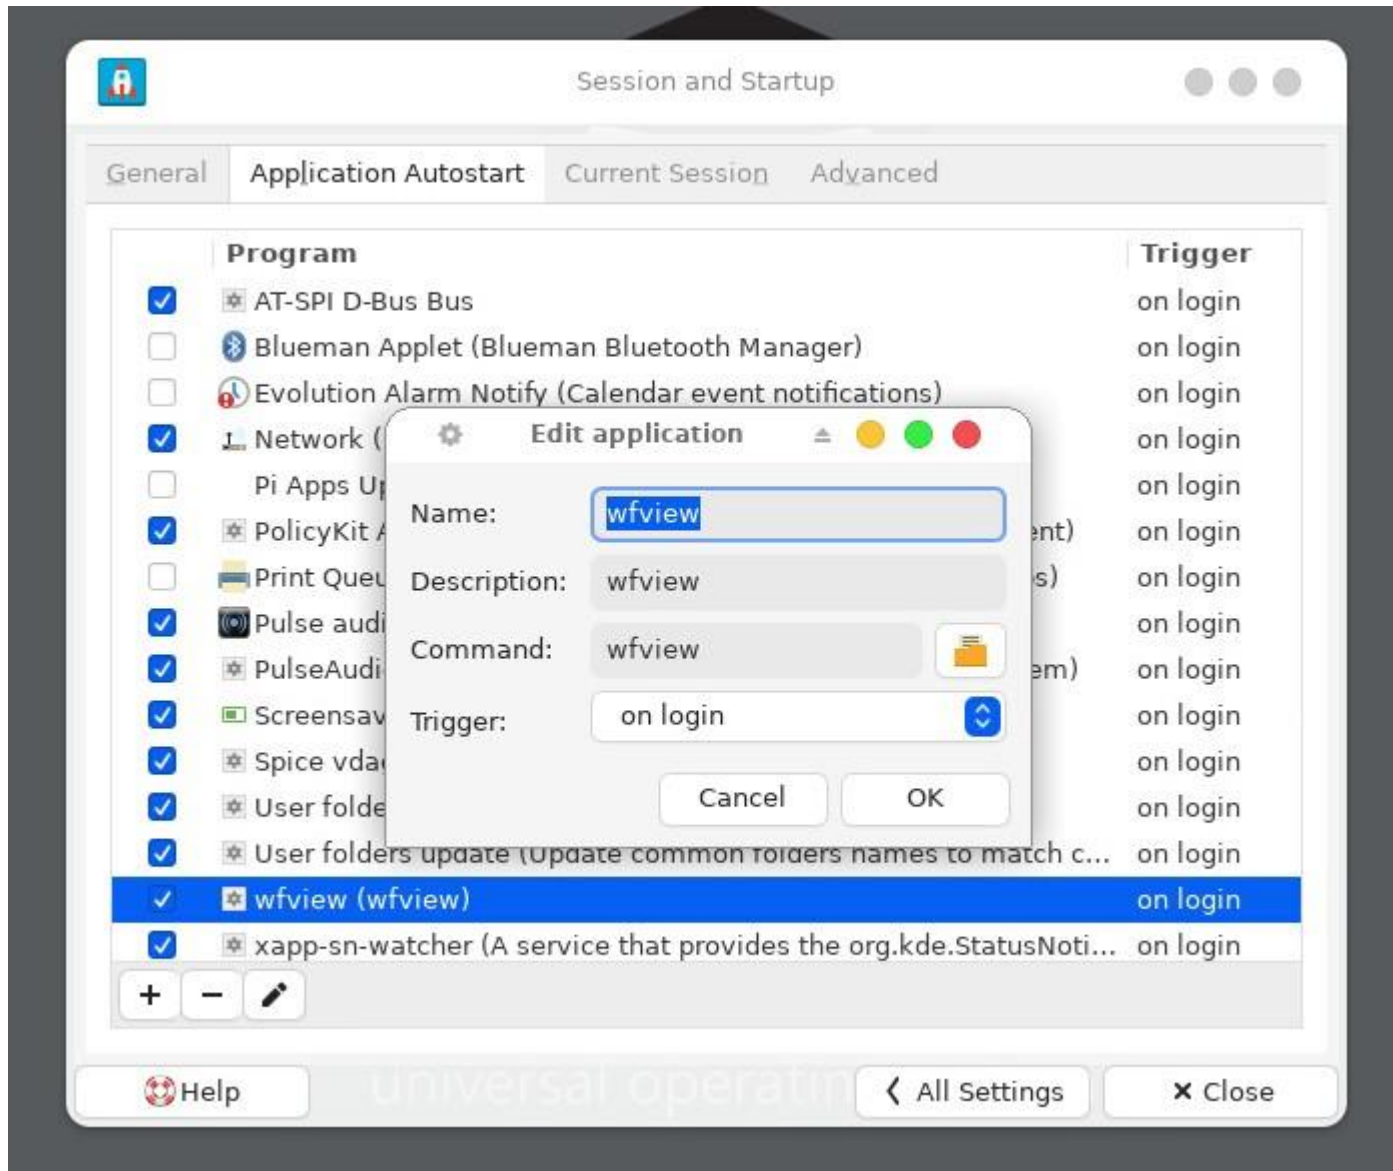 Session and Startup
General Application Autostart Current Session Advanced
Program Trigger
AT-SPI D-Bus Bus on login
Blueman Applet (Blueman Bluetooth Manager) on login
Evolution Alarm Notify (Calendar event notifications) on login
Network ( on login
Pi Apps Up on login
PolicyKit A ent) on login
Print Queu s) on login
Pulse audi on login
PulseAudi em) on login
Screensav on login
Spice vda on login
User folde on login
User folders update (Update common folders names to match c... on login
wfview (wfview) on login
xapp-sn-watcher (A service that provides the org.kde.StatusNoti... on login
Edit application
Name: wfview
Description: wfview
Command: wfview
Trigger: on login
Cancel OK
Help universal operatin All Settings Close